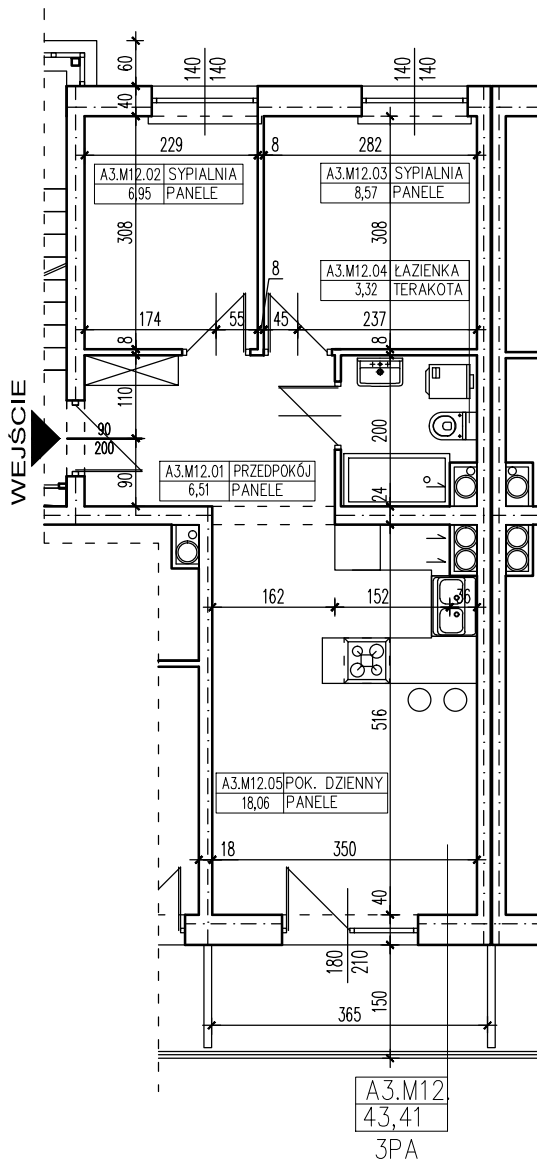 60
140 140
140 140
40
229 8 282
A3.M12.02 SYPIALNIA
6,95 PANELE
A3.M12.03 SYPIALNIA
8,57 PANELE
308
308
A3.M12.04 ŁAZIENKA
3,32 TERAKOTA
8
174 55 45 237
8
8
110
200
WEJŚCIE
90
200
A3.M12.01 PRZEDPOKÓJ
6,51 PANELE
90
24
162 152 36
516
A3.M12.05 POK. DZIENNY
18,06 PANELE
18 350
40
180 210
150
365
A3.M12.
43,41
3PA